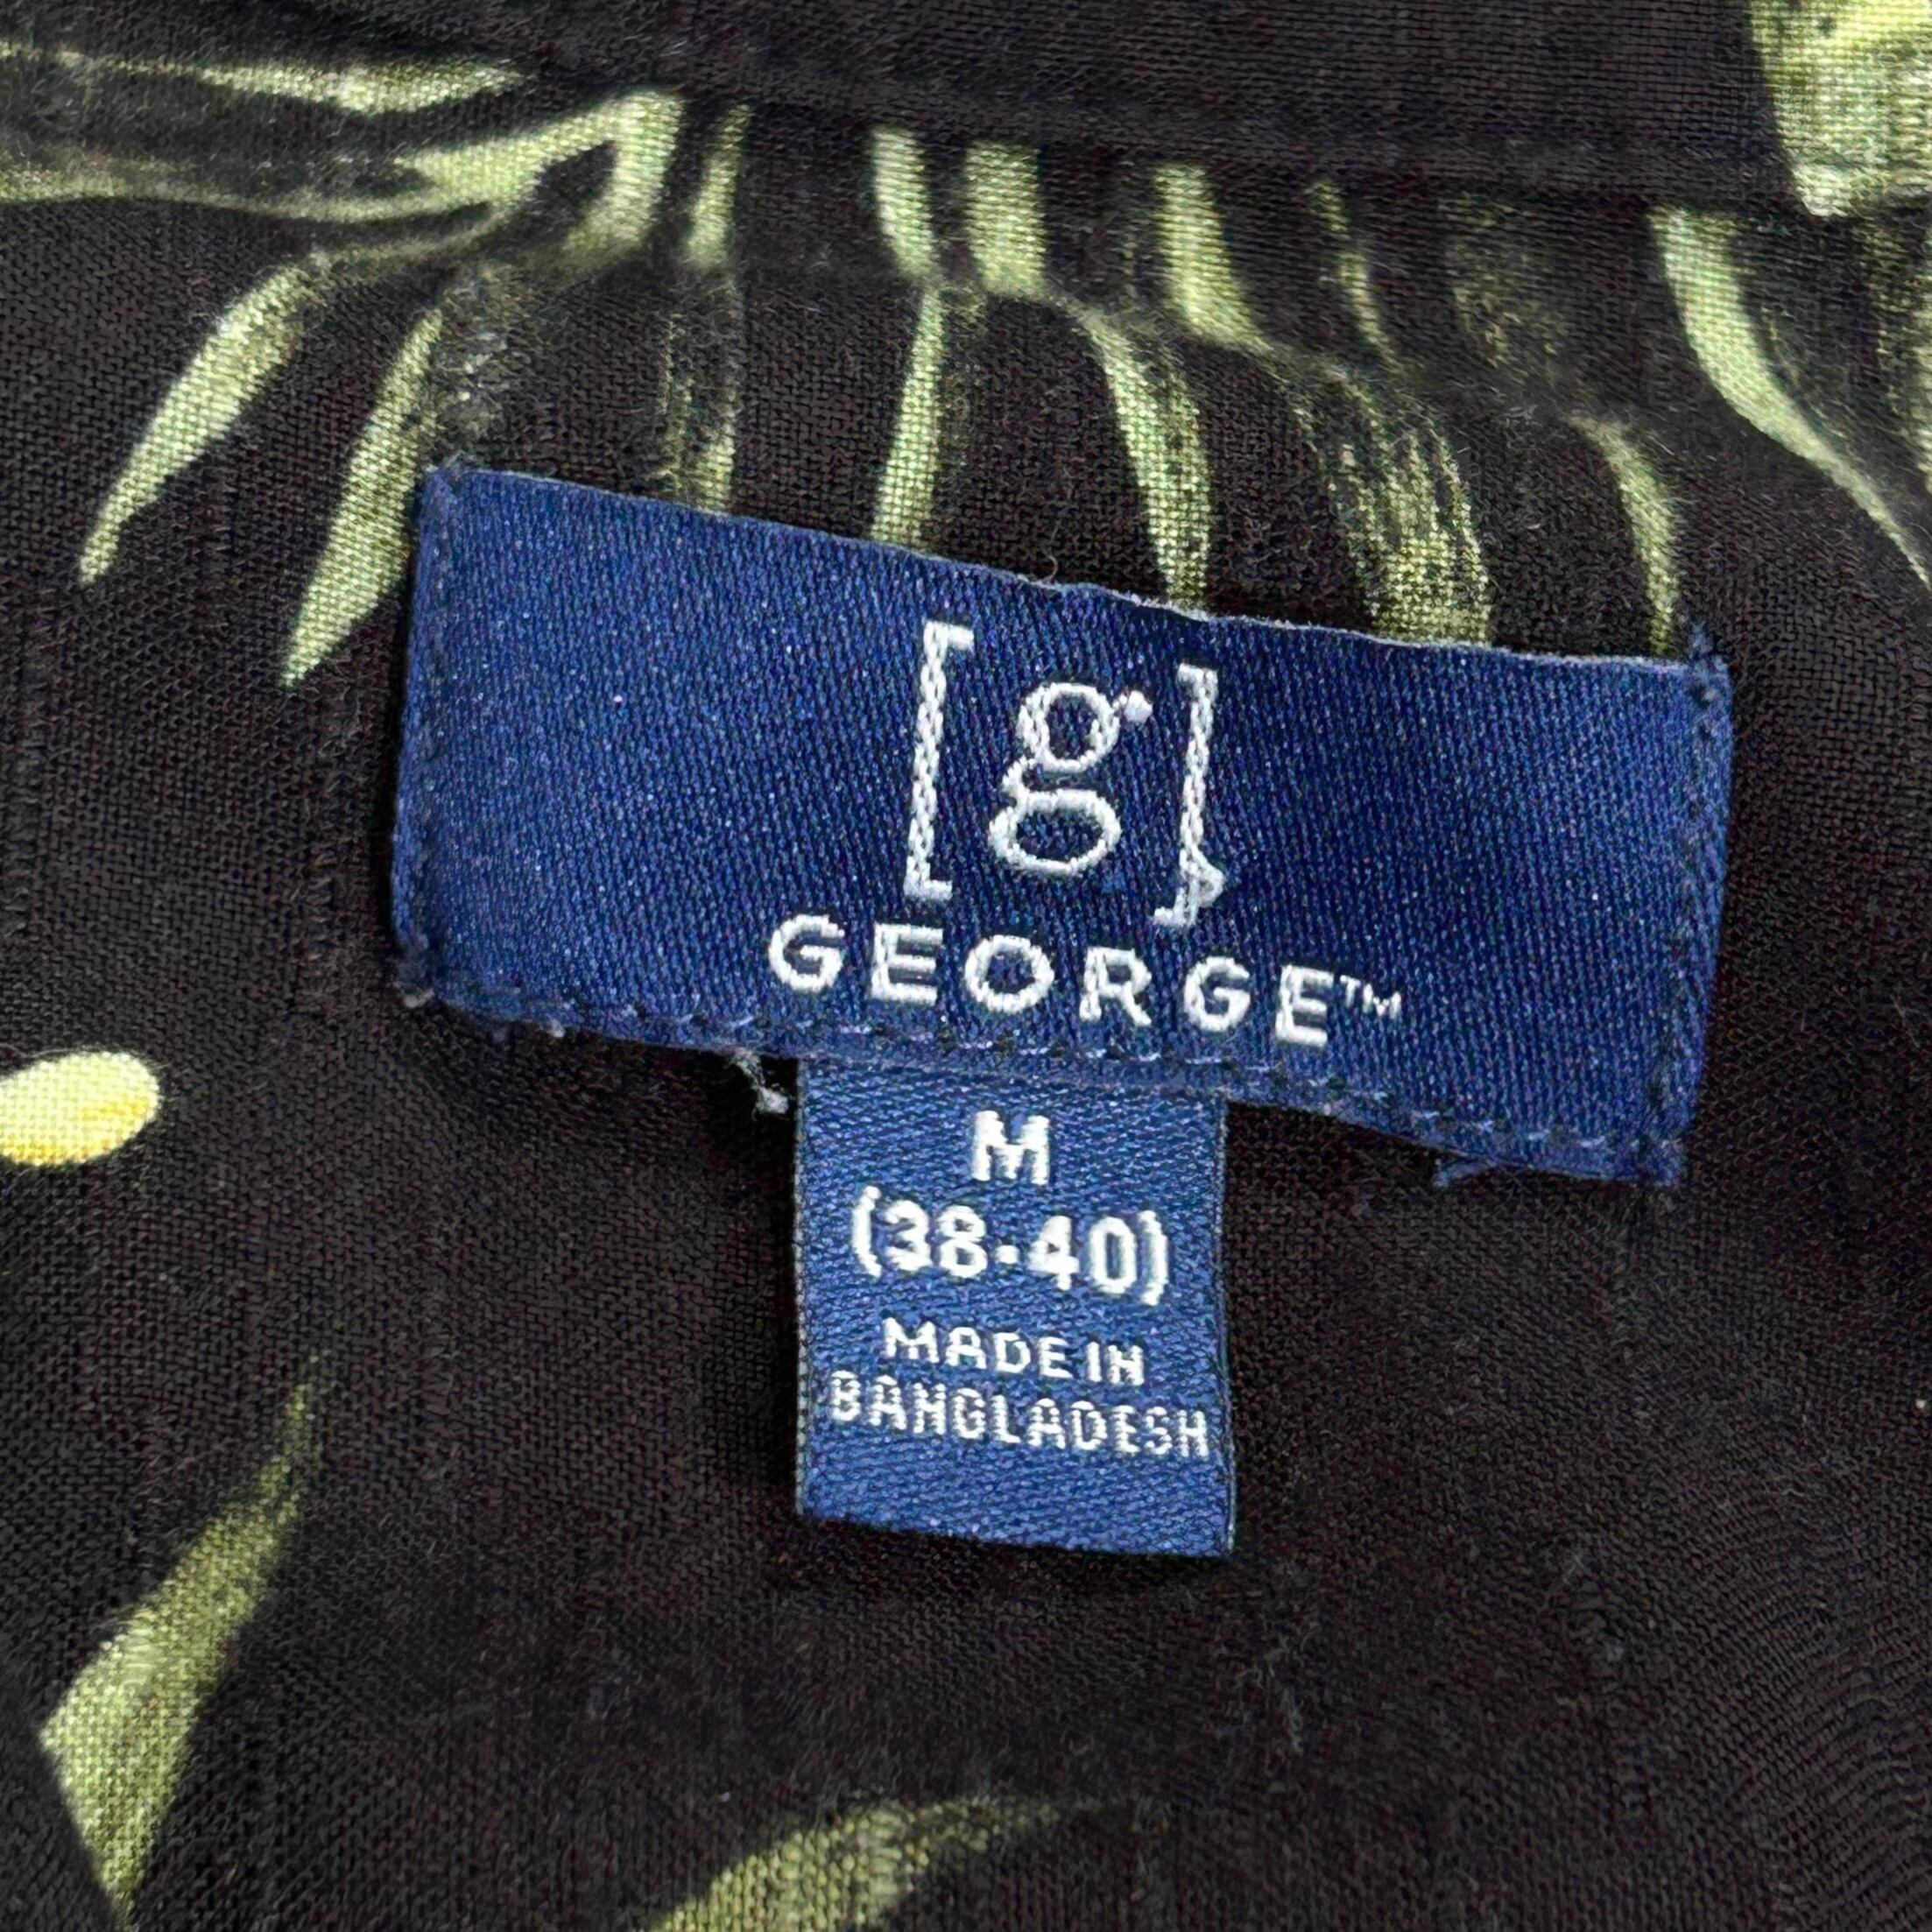 [g]
GEORGE™
M
(38-40)
MADE IN
BANGLADESH